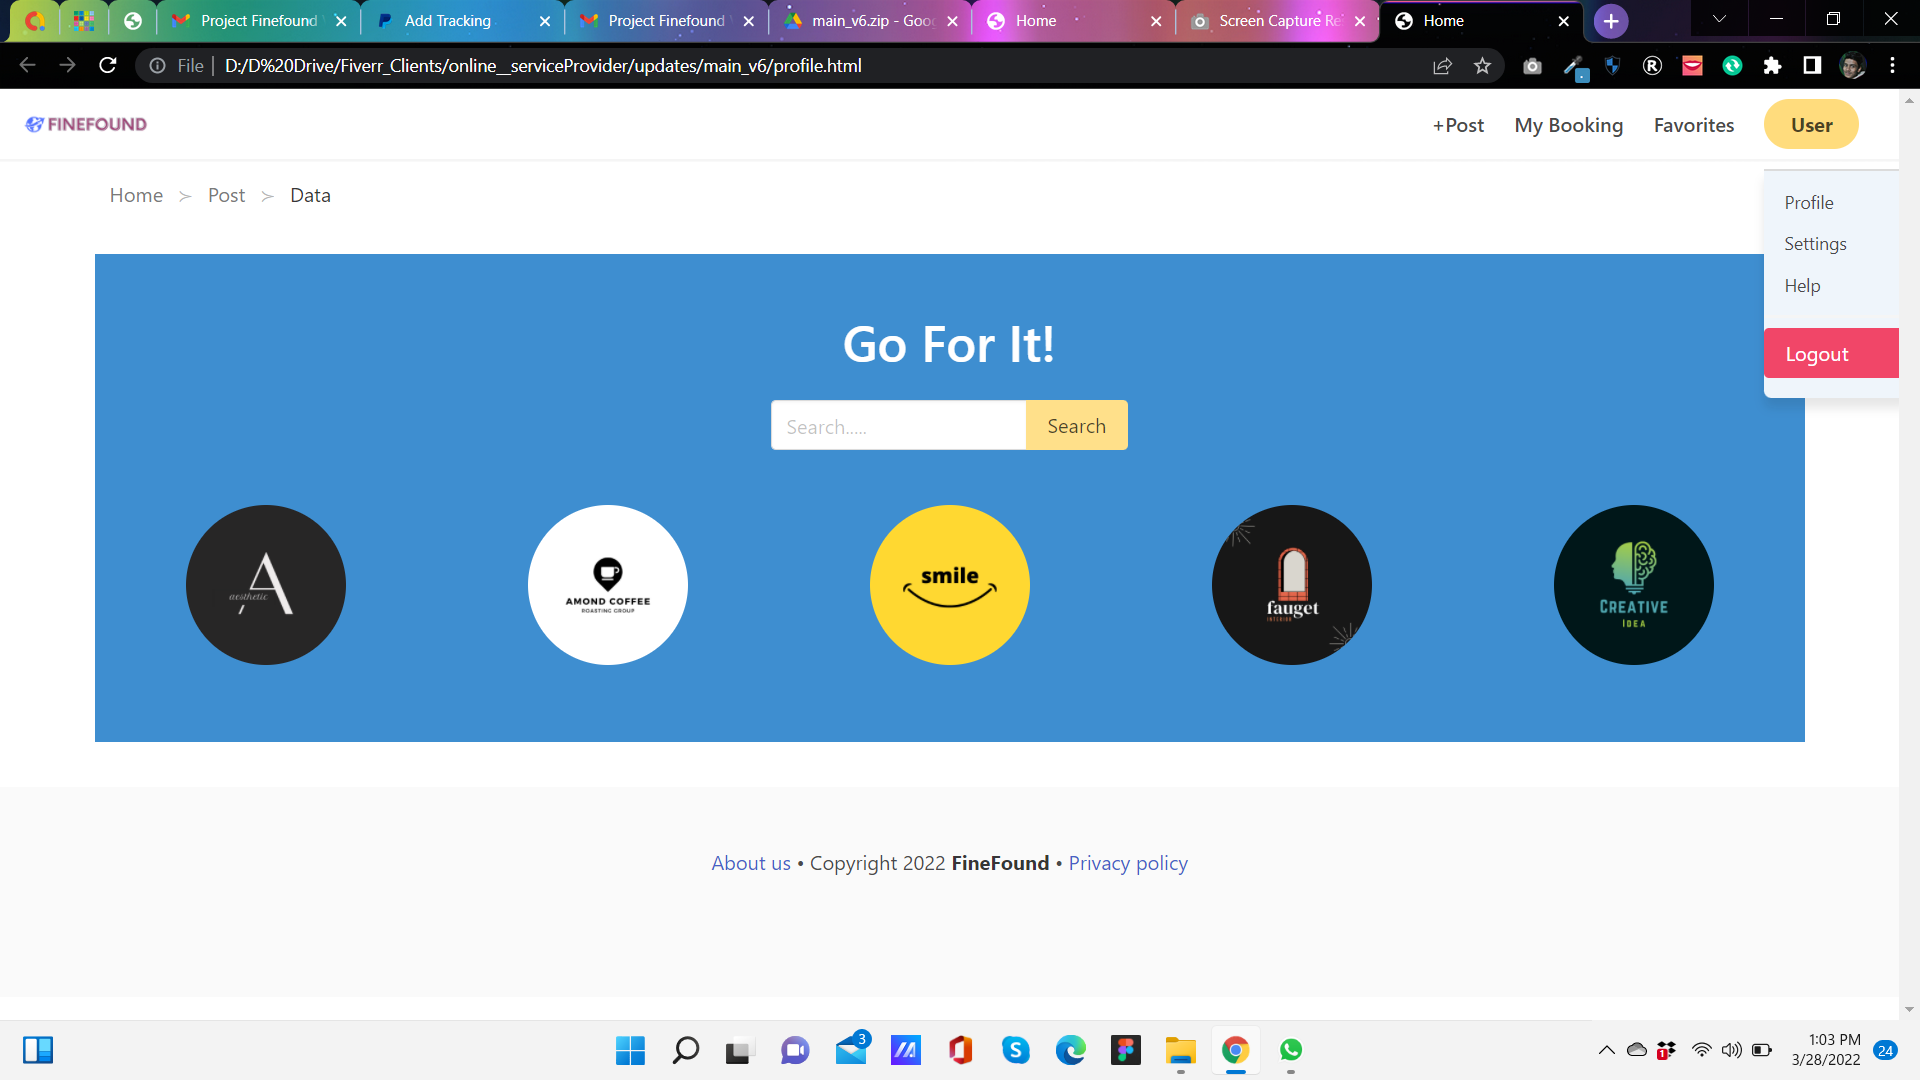 Project Finefound
Add Tracking
Project Finefound
main_v6.zip - Goo
Home
Screen Capture Re
Home
File
D:/D%20Drive/Fiverr_Clients/online__serviceProvider/updates/main_v6/profile.html
FINEFOUND
+Post
My Booking
Favorites
User
Home > Post > Data
Profile
Settings
Help
Logout
Go For It!
Search.....
Search
A
aesthetic
AMOND COFFEE
ROASTING GROUP
smile
fauget
INTERIOR
CREATIVE
IDEA
About us • Copyright 2022 FineFound • Privacy policy
3
1
1:03 PM
3/28/2022
24